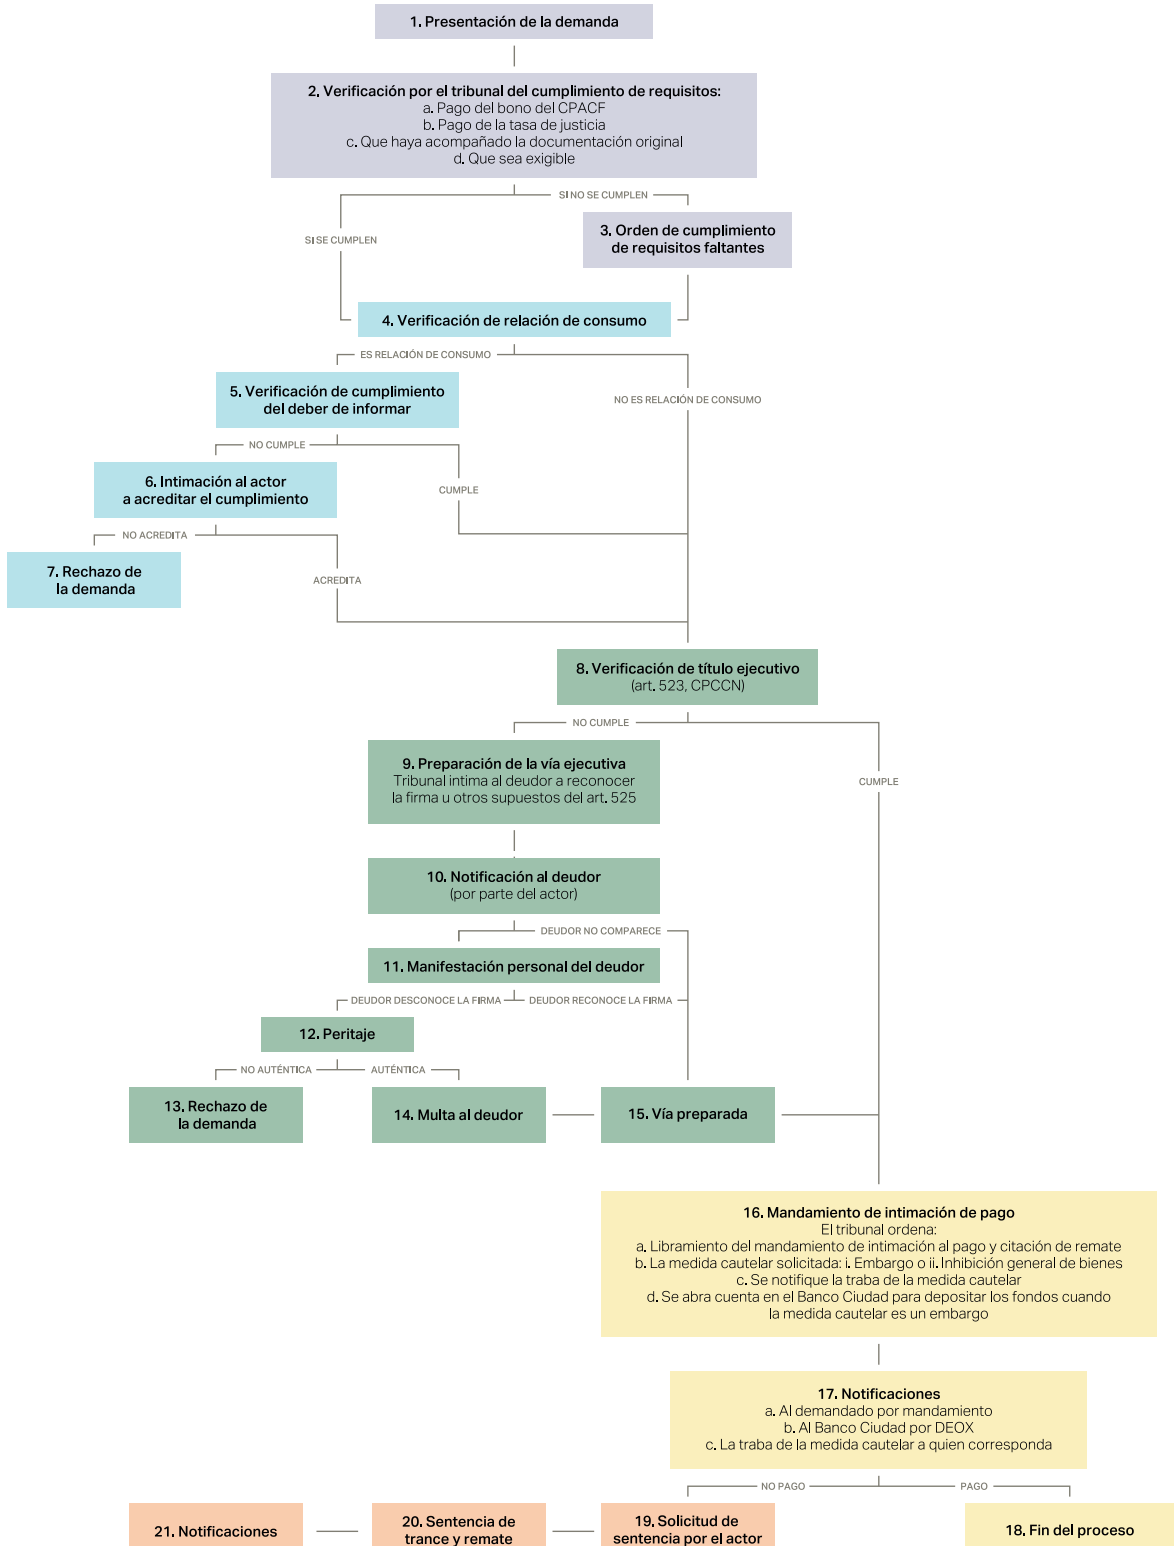 1. Presentación de la demanda
2. Verificación por el tribunal del cumplimiento de requisitos:
a. Pago del bono del CPACF
b. Pago de la tasa de justicia
c. Que haya acompañado la documentación original
d. Que sea exigible
SI NO SE CUMPLEN
SI SE CUMPLEN
3. Orden de cumplimiento
de requisitos faltantes
4. Verificación de relación de consumo
ES RELACIÓN DE CONSUMO
NO ES RELACIÓN DE CONSUMO
5. Verificación de cumplimiento
del deber de informar
NO CUMPLE
CUMPLE
6. Intimación al actor
a acreditar el cumplimiento
NO ACREDITA
ACREDITA
7. Rechazo de
la demanda
8. Verificación de título ejecutivo
(art. 523, CPCCN)
NO CUMPLE
CUMPLE
9. Preparación de la vía ejecutiva
Tribunal intima al deudor a reconocer
la firma u otros supuestos del art. 525
10. Notificación al deudor
(por parte del actor)
DEUDOR NO COMPARECE
11. Manifestación personal del deudor
DEUDOR DESCONOCE LA FIRMA
DEUDOR RECONOCE LA FIRMA
12. Peritaje
NO AUTÉNTICA
AUTÉNTICA
13. Rechazo de
la demanda
14. Multa al deudor
15. Vía preparada
16. Mandamiento de intimación de pago
El tribunal ordena:
a. Libramiento del mandamiento de intimación al pago y citación de remate
b. La medida cautelar solicitada: i. Embargo o ii. Inhibición general de bienes
c. Se notifique la traba de la medida cautelar
d. Se abra cuenta en el Banco Ciudad para depositar los fondos cuando
la medida cautelar es un embargo
17. Notificaciones
a. Al demandado por mandamiento
b. Al Banco Ciudad por DEOX
c. La traba de la medida cautelar a quien corresponda
NO PAGO
PAGO
18. Fin del proceso
19. Solicitud de
sentencia por el actor
20. Sentencia de
trance y remate
21. Notificaciones